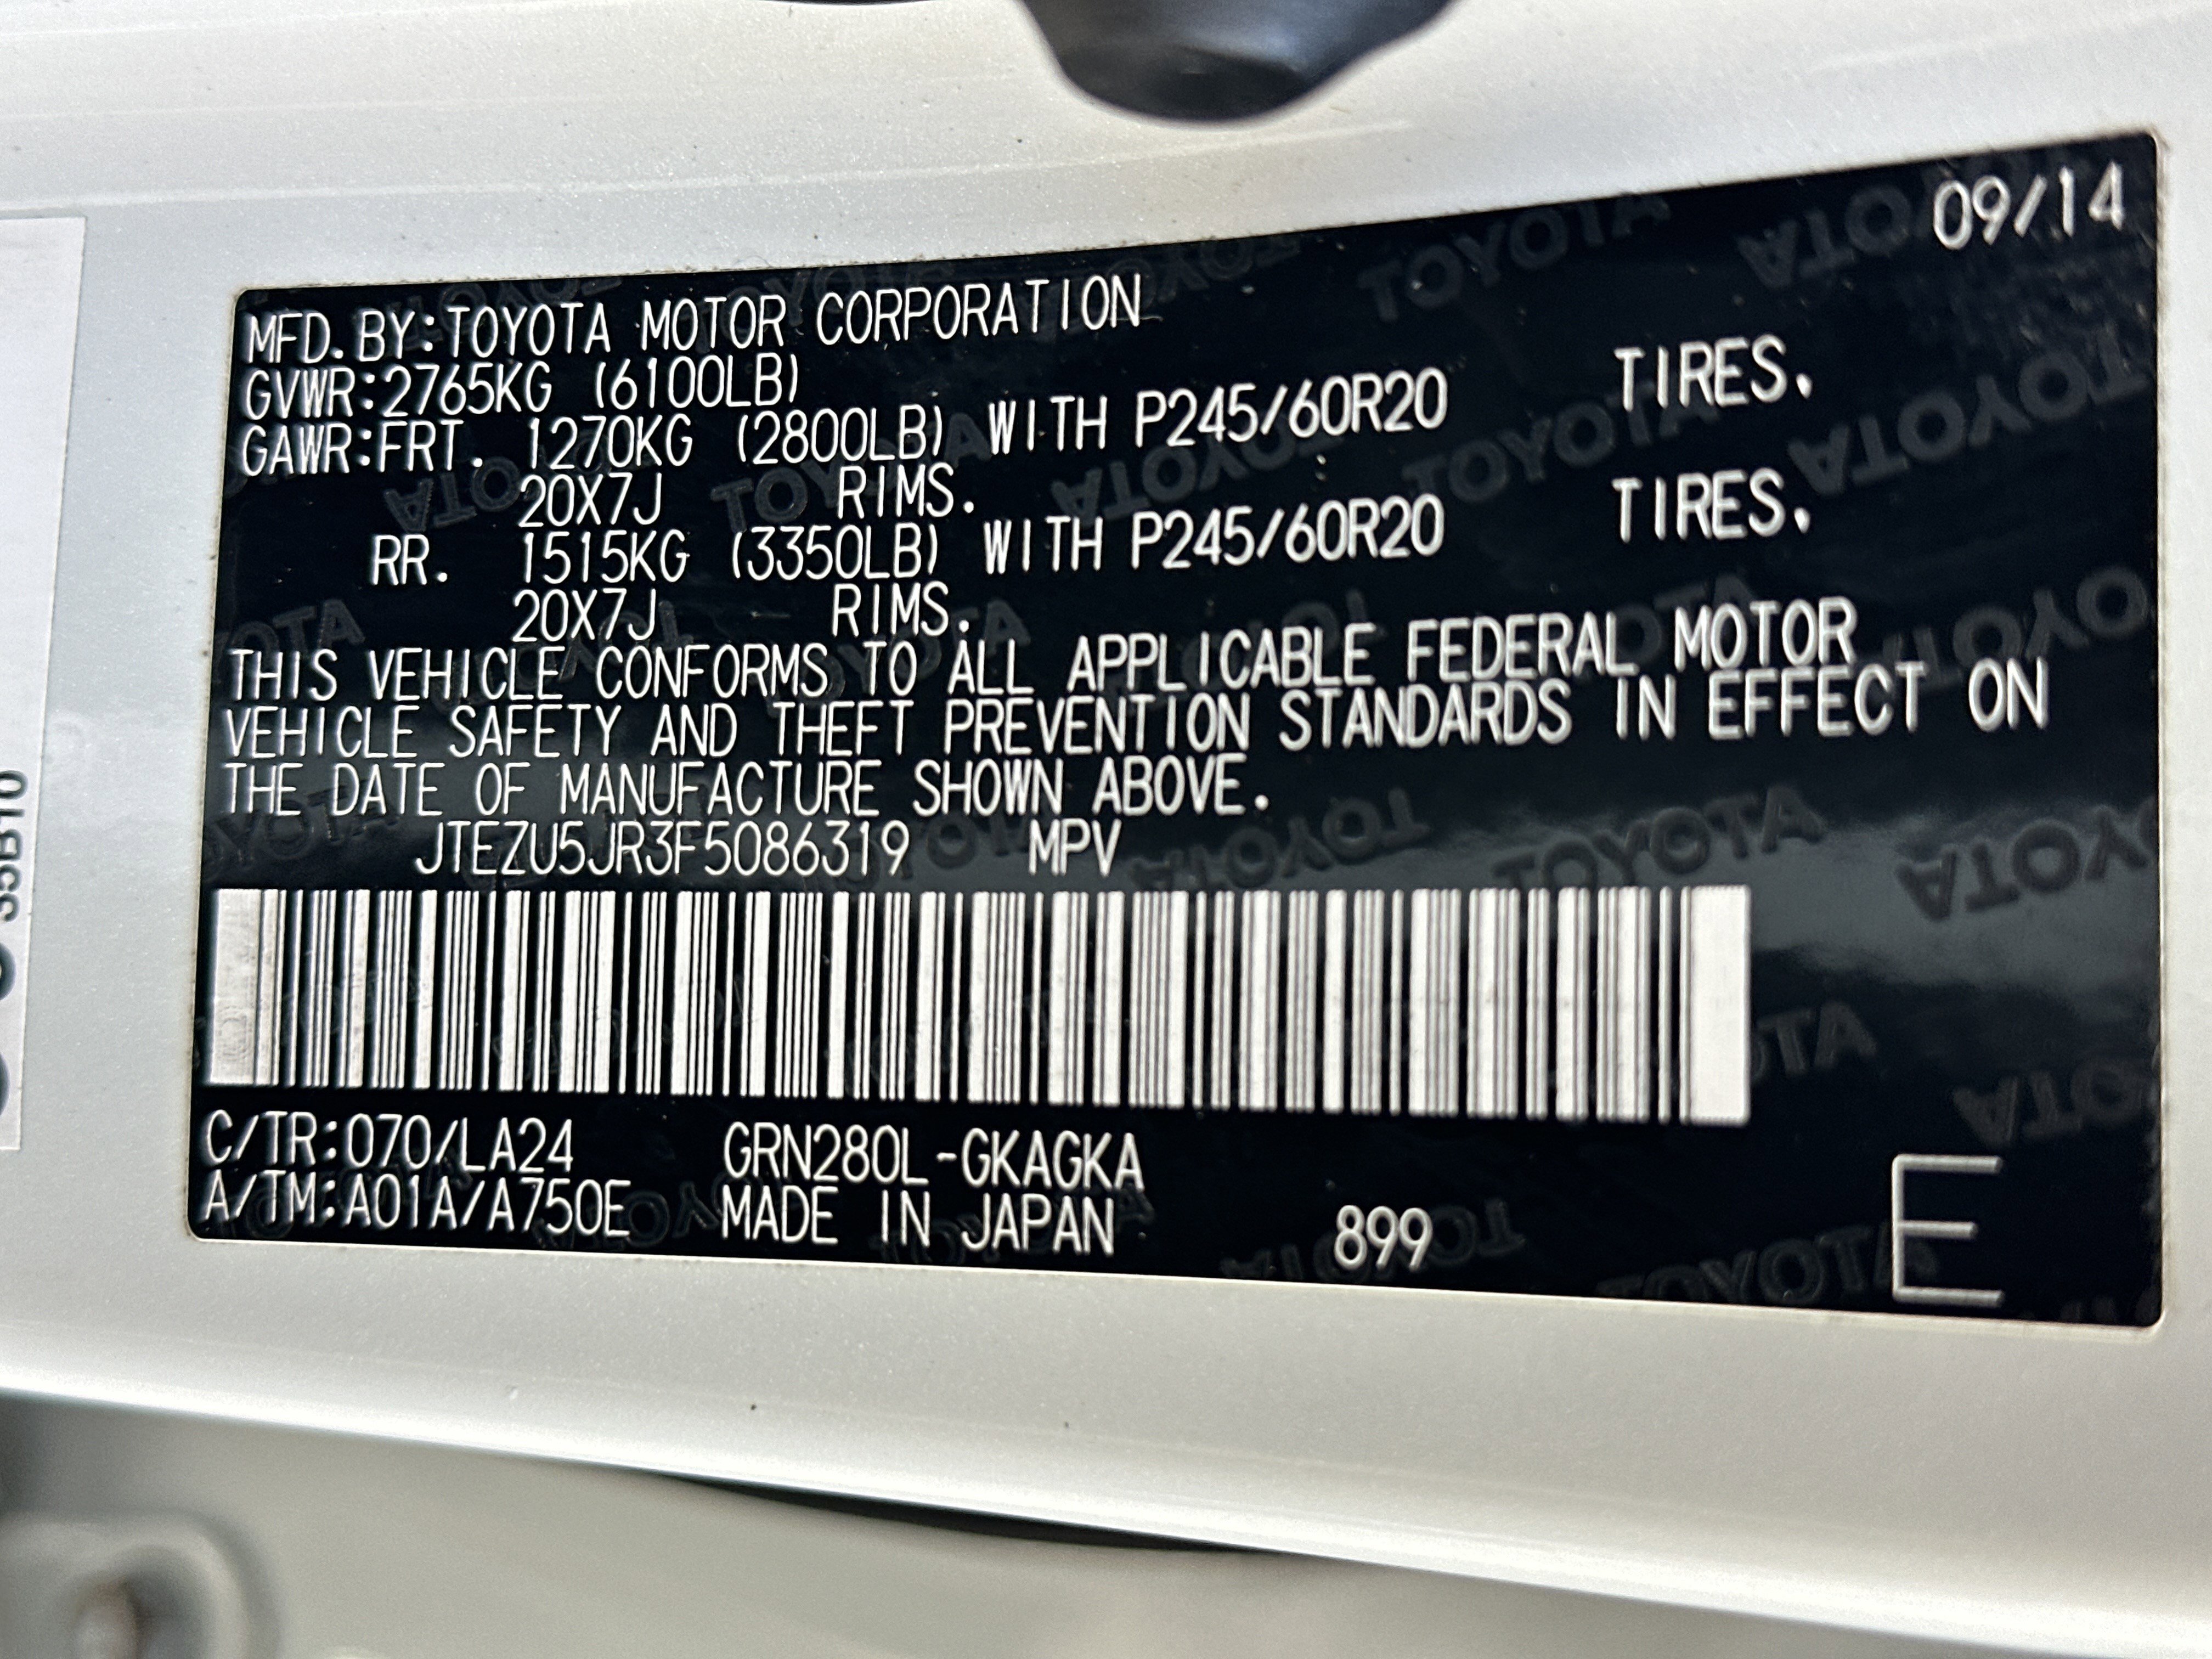 09/14
MFD. BY:TOYOTA MOTOR CORPORATION
GVWR:2765KG (6100LB)
GAWR:FRT. 1270KG (2800LB) WITH P245/60R20 TIRES.
20X7J RIMS.
RR. 1515KG (3350LB) WITH P245/60R20 TIRES.
20X7J RIMS.
THIS VEHICLE CONFORMS TO ALL APPLICABLE FEDERAL MOTOR
VEHICLE SAFETY AND THEFT PREVENTION STANDARDS IN EFFECT ON
THE DATE OF MANUFACTURE SHOWN ABOVE.
JTEZU5JR3F5086319 MPV
C/TR:070/LA24 GRN280L-GKAGKA
A/TM:A01A/A750E MADE IN JAPAN 899 E